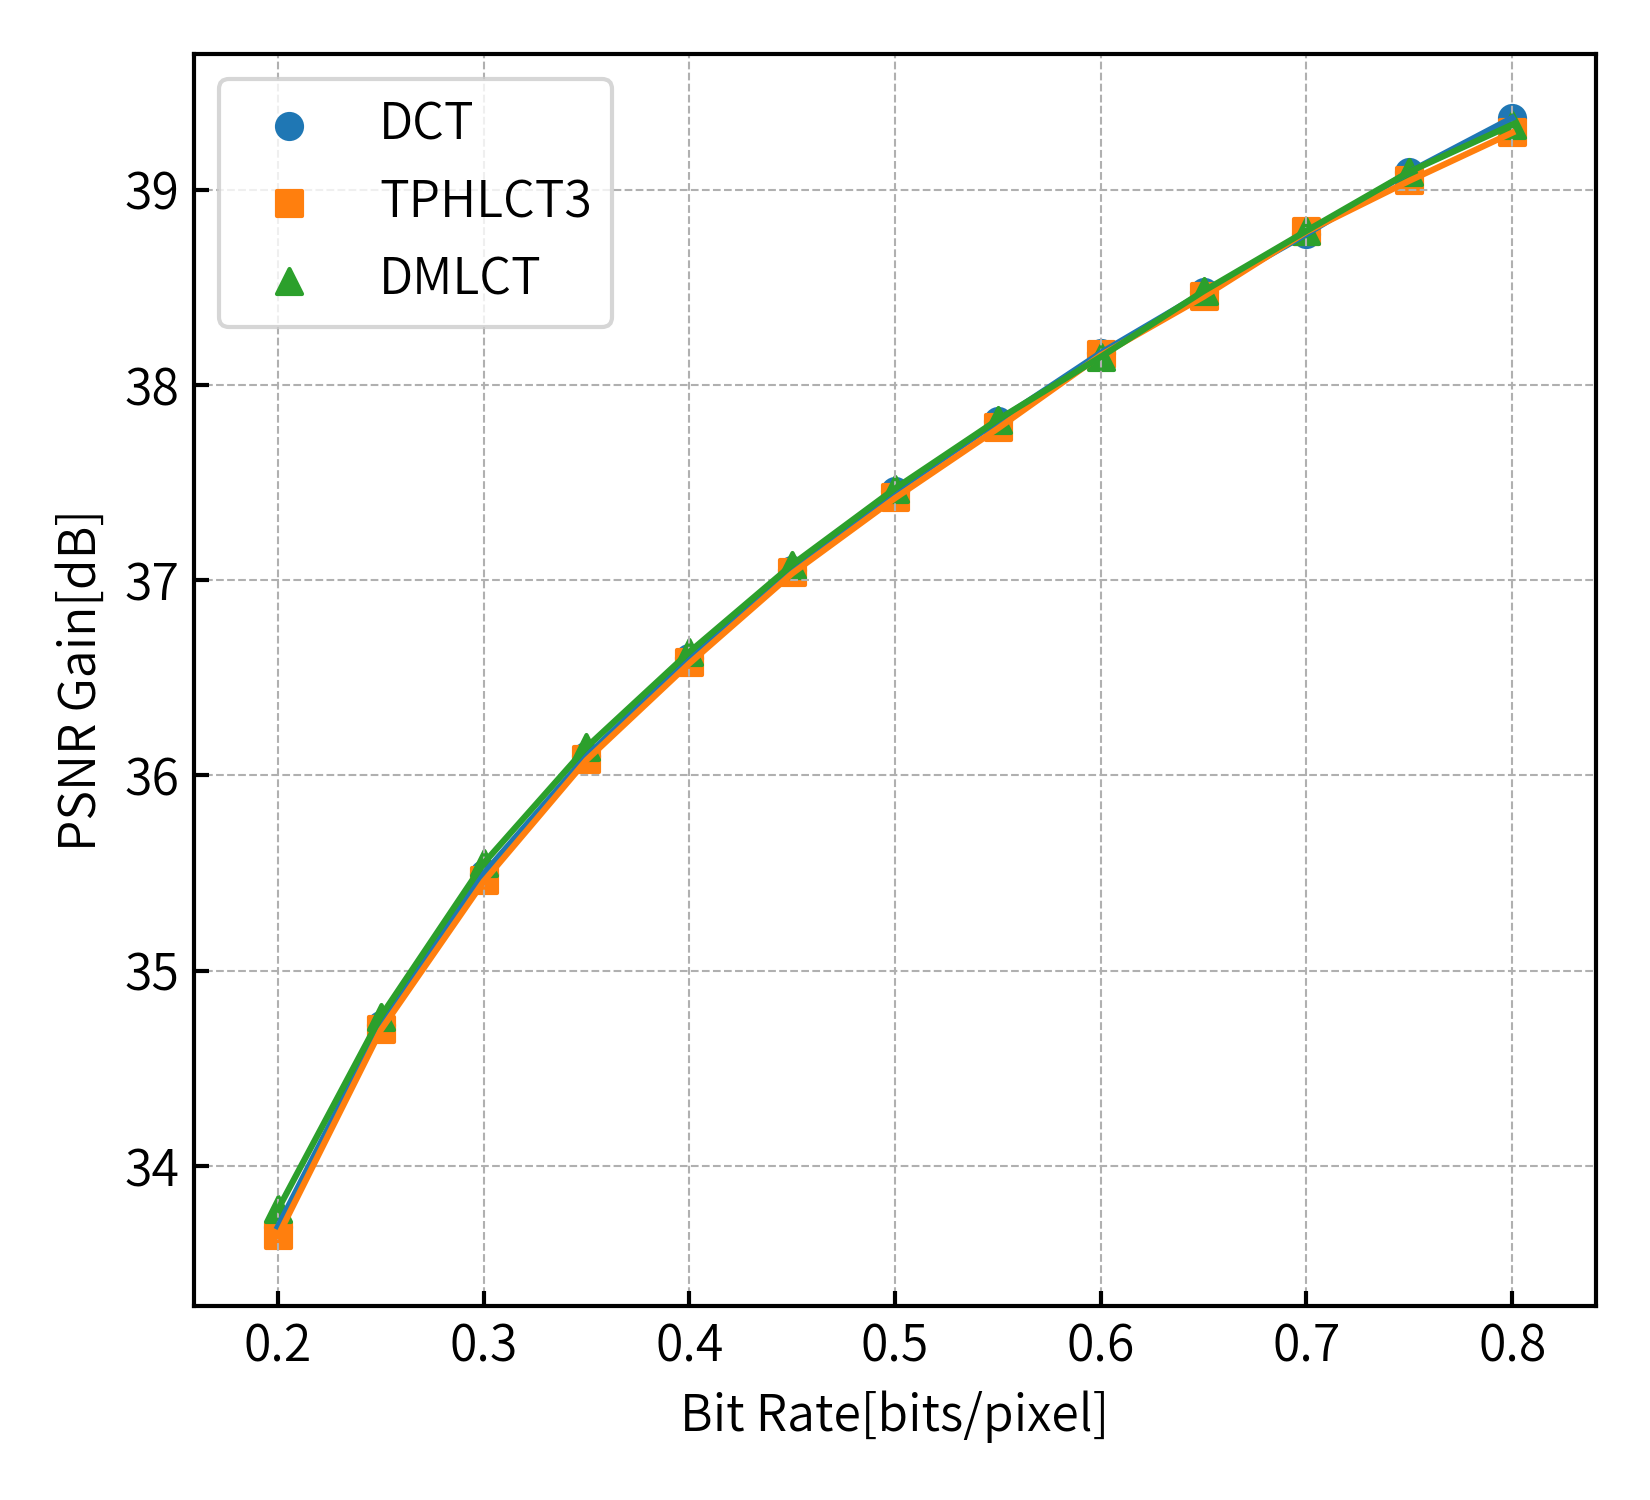 DCT
TPHLCT3
DMLCT
39
38
37
36
35
34
PSNR Gain[dB]
0.2 0.3 0.4 0.5 0.6 0.7 0.8
Bit Rate[bits/pixel]